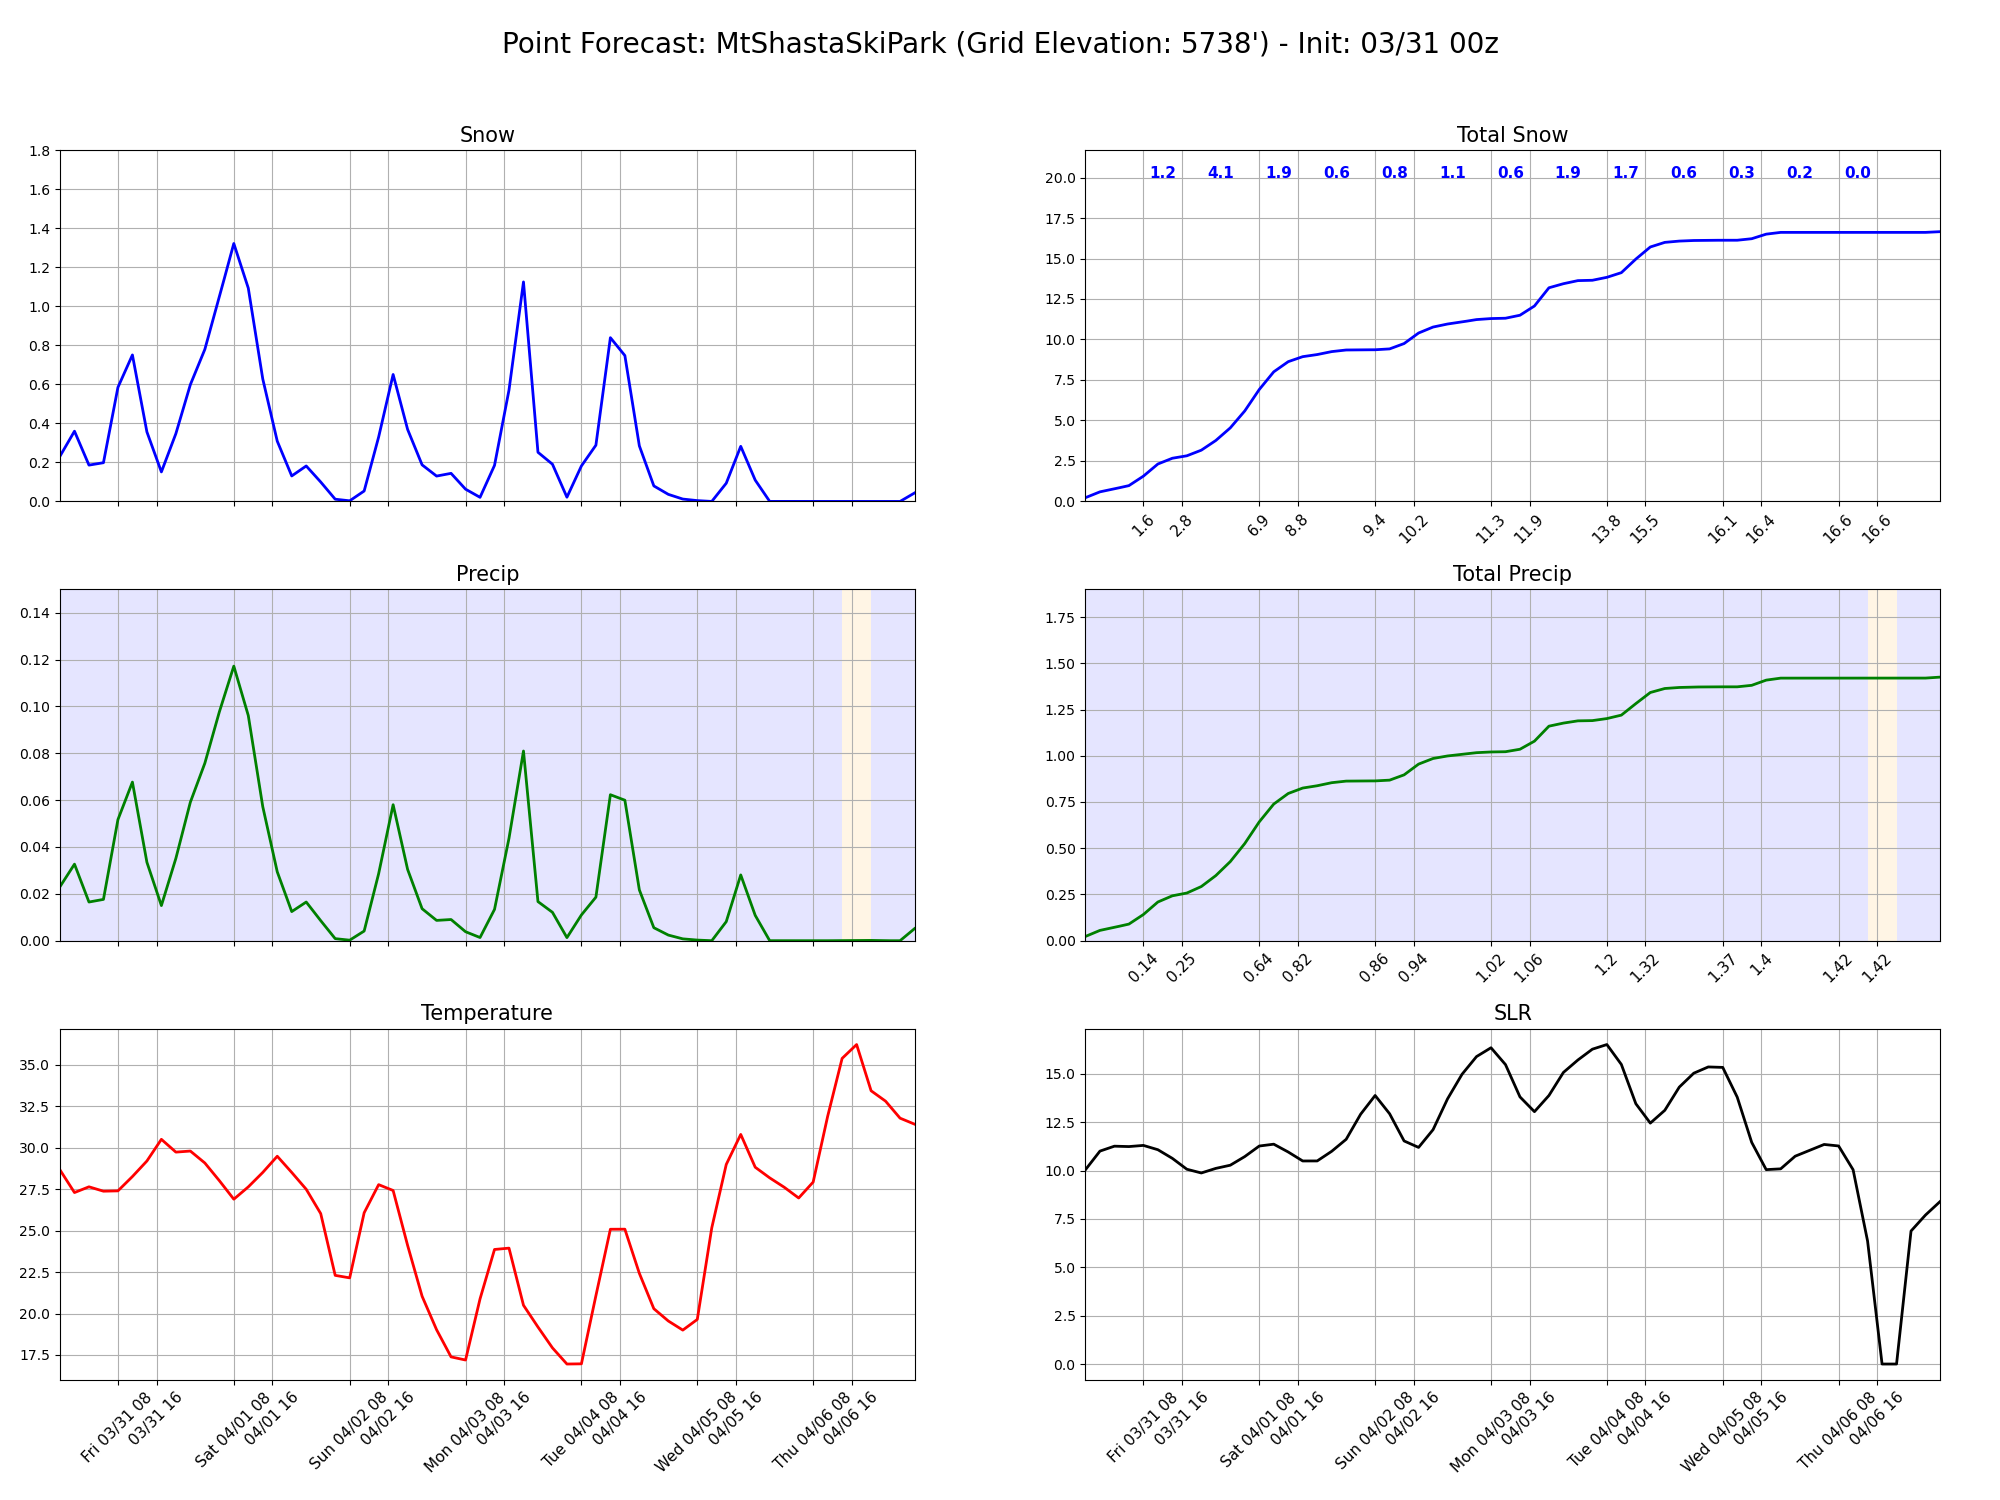 Point Forecast: MtShastaSkiPark (Grid Elevation: 5738') - Init: 03/31 00z
Snow
1.8
1.6
1.4
1.2
1.0
0.8
0.6
0.4
0.2
0.0
Total Snow
20.0
17.5
15.0
12.5
10.0
7.5
5.0
2.5
0.0
1.2 4.1 1.9 0.6 0.8 1.1 0.6 1.9 1.7 0.6 0.3 0.2 0.0
1.6 2.8 6.9 8.8 9.4 10.2 11.3 11.9 13.8 15.5 16.1 16.4 16.6 16.6
Precip
0.14
0.12
0.10
0.08
0.06
0.04
0.02
0.00
Total Precip
1.75
1.50
1.25
1.00
0.75
0.50
0.25
0.00
0.14 0.25 0.64 0.82 0.86 0.94 1.02 1.06 1.2 1.32 1.37 1.4 1.42 1.42
Temperature
35.0
32.5
30.0
27.5
25.0
22.5
20.0
17.5
Fri 03/31 08
03/31 16
Sat 04/01 08
04/01 16
Sun 04/02 08
04/02 16
Mon 04/03 08
04/03 16
Tue 04/04 08
04/04 16
Wed 04/05 08
04/05 16
Thu 04/06 08
04/06 16
SLR
15.0
12.5
10.0
7.5
5.0
2.5
0.0
Fri 03/31 08
03/31 16
Sat 04/01 08
04/01 16
Sun 04/02 08
04/02 16
Mon 04/03 08
04/03 16
Tue 04/04 08
04/04 16
Wed 04/05 08
04/05 16
Thu 04/06 08
04/06 16